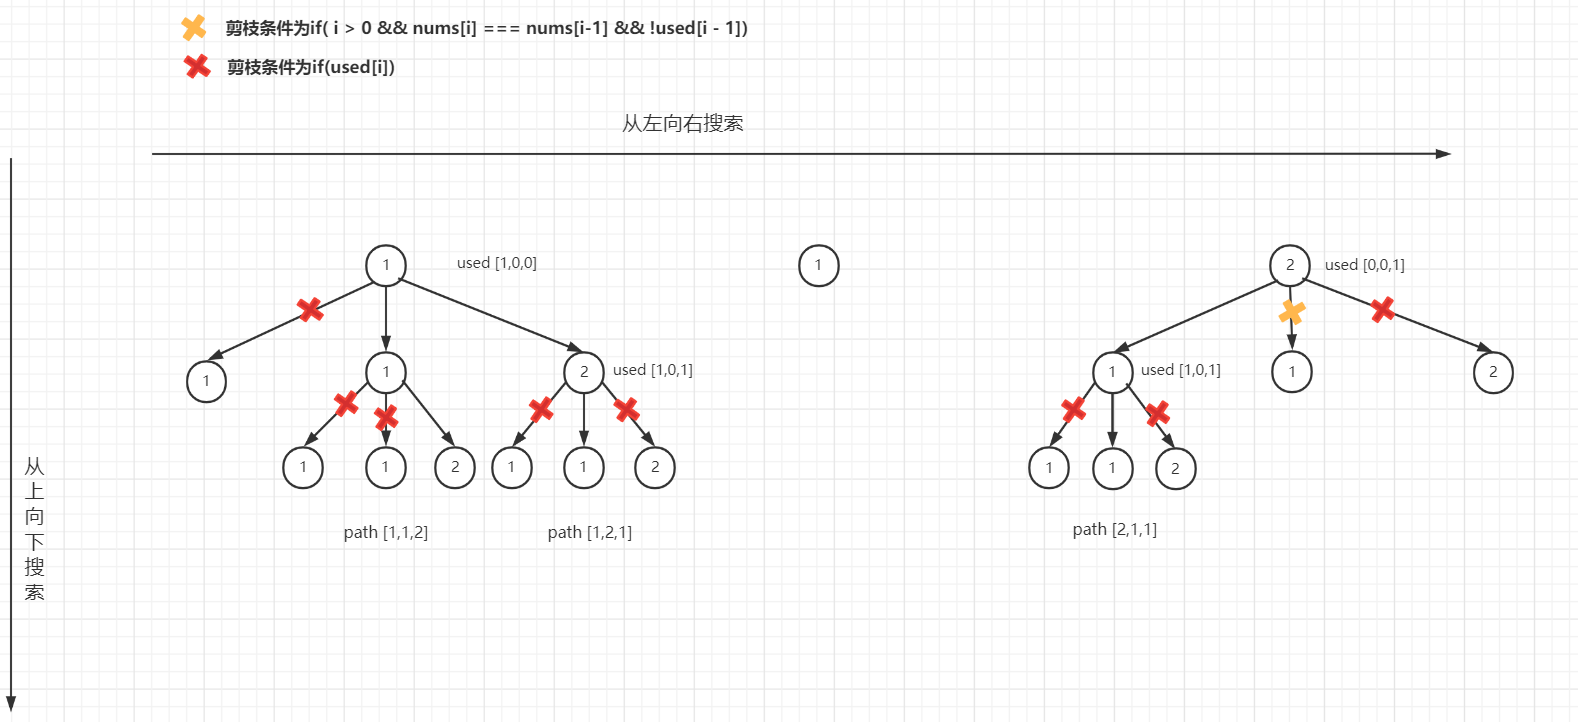 剪枝条件为if( i > 0 && nums[i] === nums[i-1] && !used[i - 1])
剪枝条件为if(used[i])
从左向右搜索
从上向下搜索
1 used [1,0,0] 1 2 used [0,0,1]
1 1 2 used [1,0,1] 1 used [1,0,1] 1 2
1 1 2 1 1 2 1 1 2
path [1,1,2] path [1,2,1] path [2,1,1]